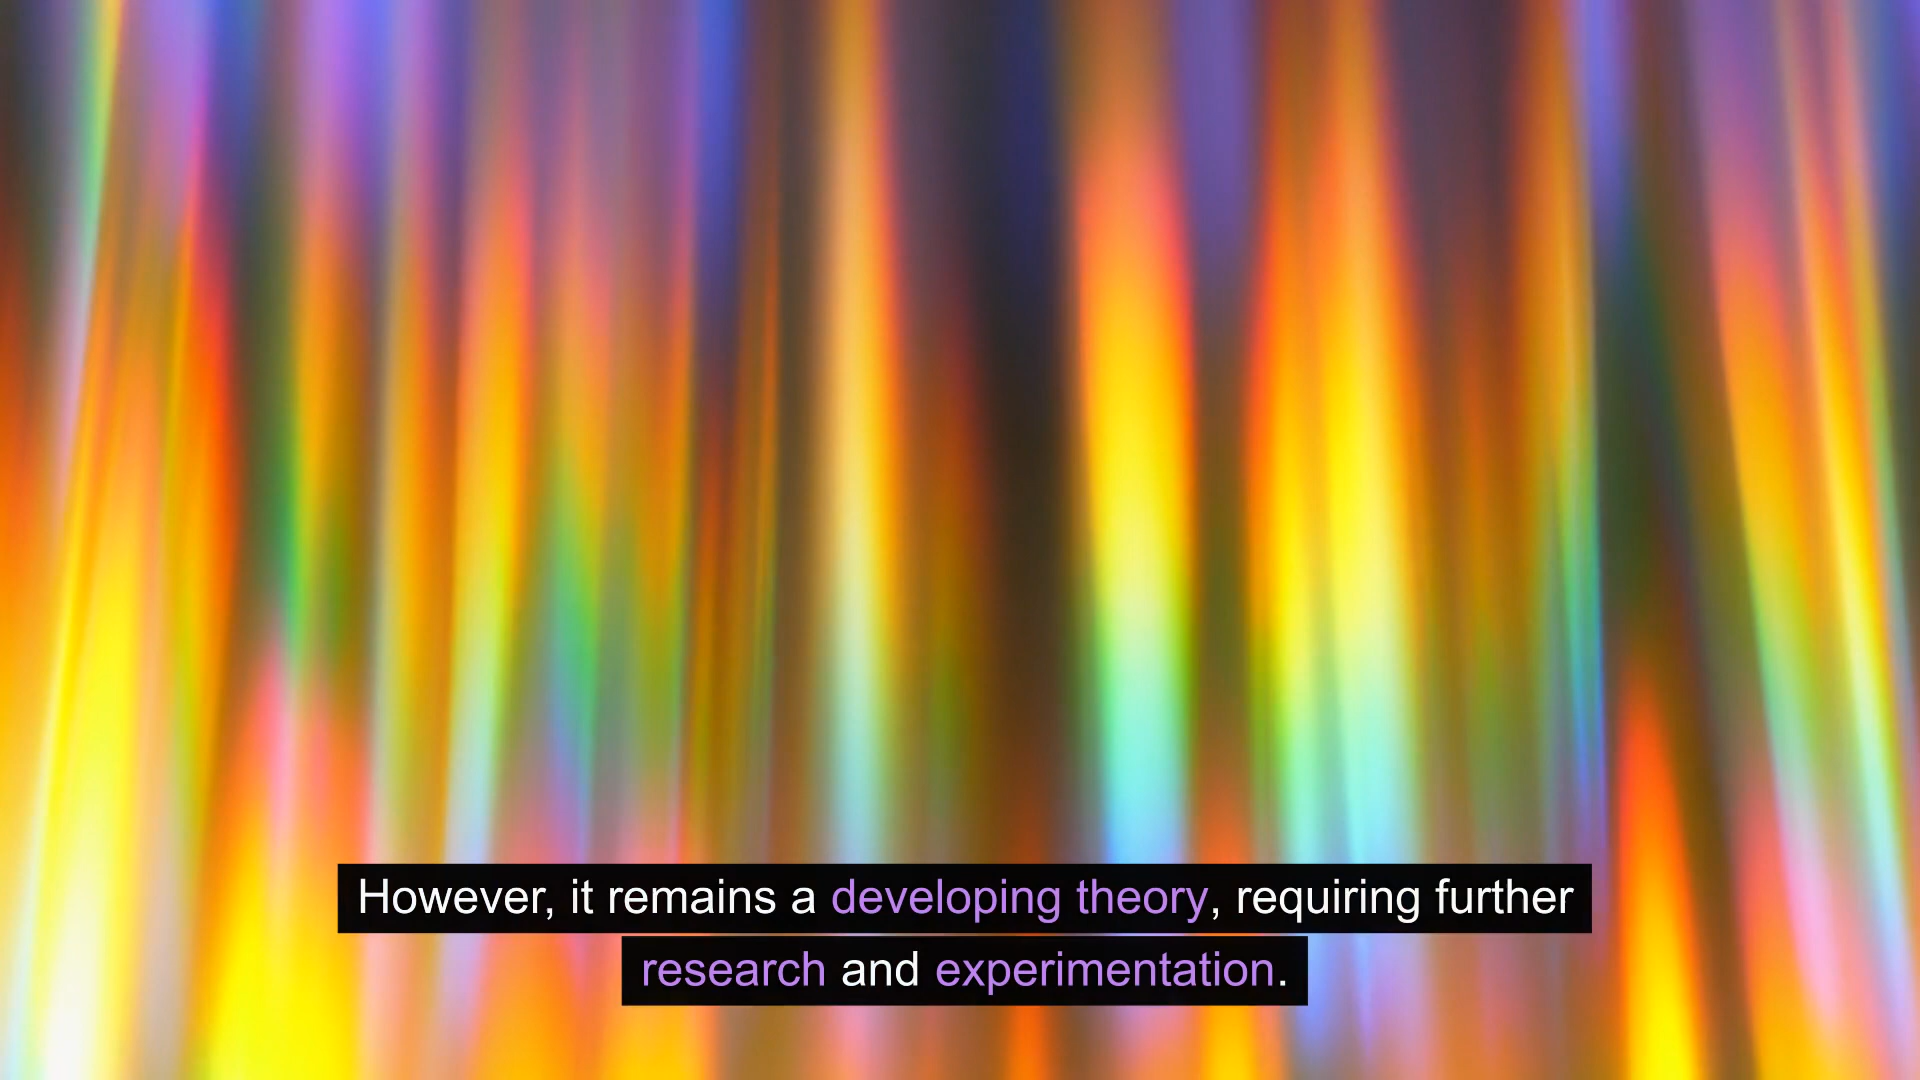 However, it remains a developing theory, requiring further
research and experimentation.